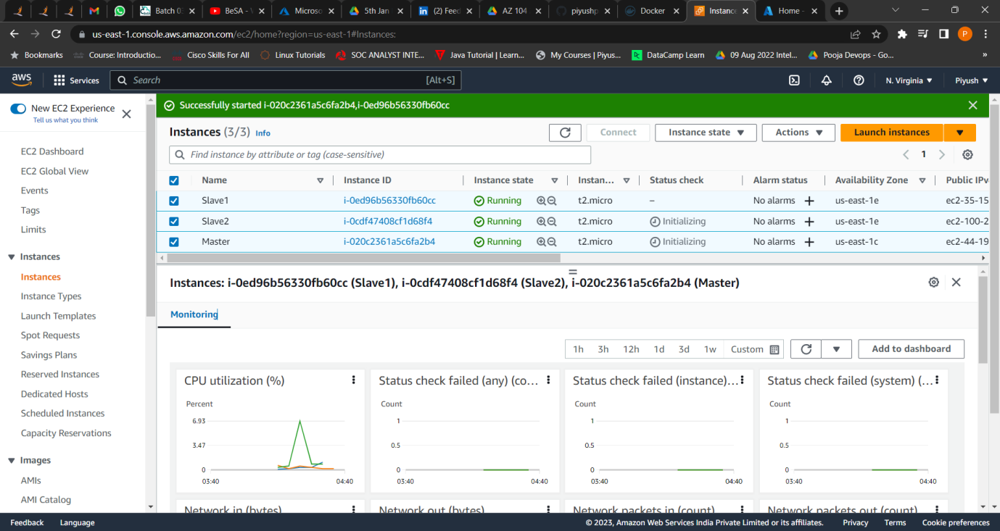 Batch 03
BeSA - \
Microso
5th Jan
(2) Feed
AZ 104
piyushp
Docker
Instanc
Home -
us-east-1.console.aws.amazon.com/ec2/home?region=us-east-1#Instances:
P
Bookmarks
Course: Introductio...
Cisco Skills For All
Linux Tutorials
SOC ANALYST INTE...
Java Tutorial | Learn...
My Courses | Piyus...
DataCamp Learn
09 Aug 2022 Intel...
Pooja Devops - Go...
»
aws
Services
Search
[Alt+S]
N. Virginia
Piyush
New EC2 Experience
Tell us what you think
EC2 Dashboard
EC2 Global View
Events
Tags
Limits
Instances
Instances
Instance Types
Launch Templates
Spot Requests
Savings Plans
Reserved Instances
Dedicated Hosts
Scheduled Instances
Capacity Reservations
Images
AMIs
AMI Catalog
Successfully started i-020c2361a5c6fa2b4,i-0ed96b56330fb60cc
Instances (3/3) Info
Connect
Instance state
Actions
Launch instances
Find instance by attribute or tag (case-sensitive)
1
Name Instance ID Instance state Instan... Status check Alarm status Availability Zone Public IPv
Slave1 i-0ed96b56330fb60cc Running t2.micro – No alarms + us-east-1e ec2-35-15
Slave2 i-0cdf47408cf1d68f4 Running t2.micro Initializing No alarms + us-east-1e ec2-100-2
Master i-020c2361a5c6fa2b4 Running t2.micro Initializing No alarms + us-east-1c ec2-44-19
Instances: i-0ed96b56330fb60cc (Slave1), i-0cdf47408cf1d68f4 (Slave2), i-020c2361a5c6fa2b4 (Master)
Monitoring
1h 3h 12h 1d 3d 1w Custom
Add to dashboard
CPU utilization (%)
Percent
6.93
3.47
0
03:40 04:40
Status check failed (any) (co...
Count
1
0.5
0
03:40 04:40
Status check failed (instance)...
Count
1
0.5
0
03:40 04:40
Status check failed (system) (...
Count
1
0.5
0
03:40 04:40
Network in (bytes)
Network out (bytes)
Network packets in (count)
Network packets out (count)
Feedback Language
© 2023, Amazon Web Services India Private Limited or its affiliates. Privacy Terms Cookie preferences